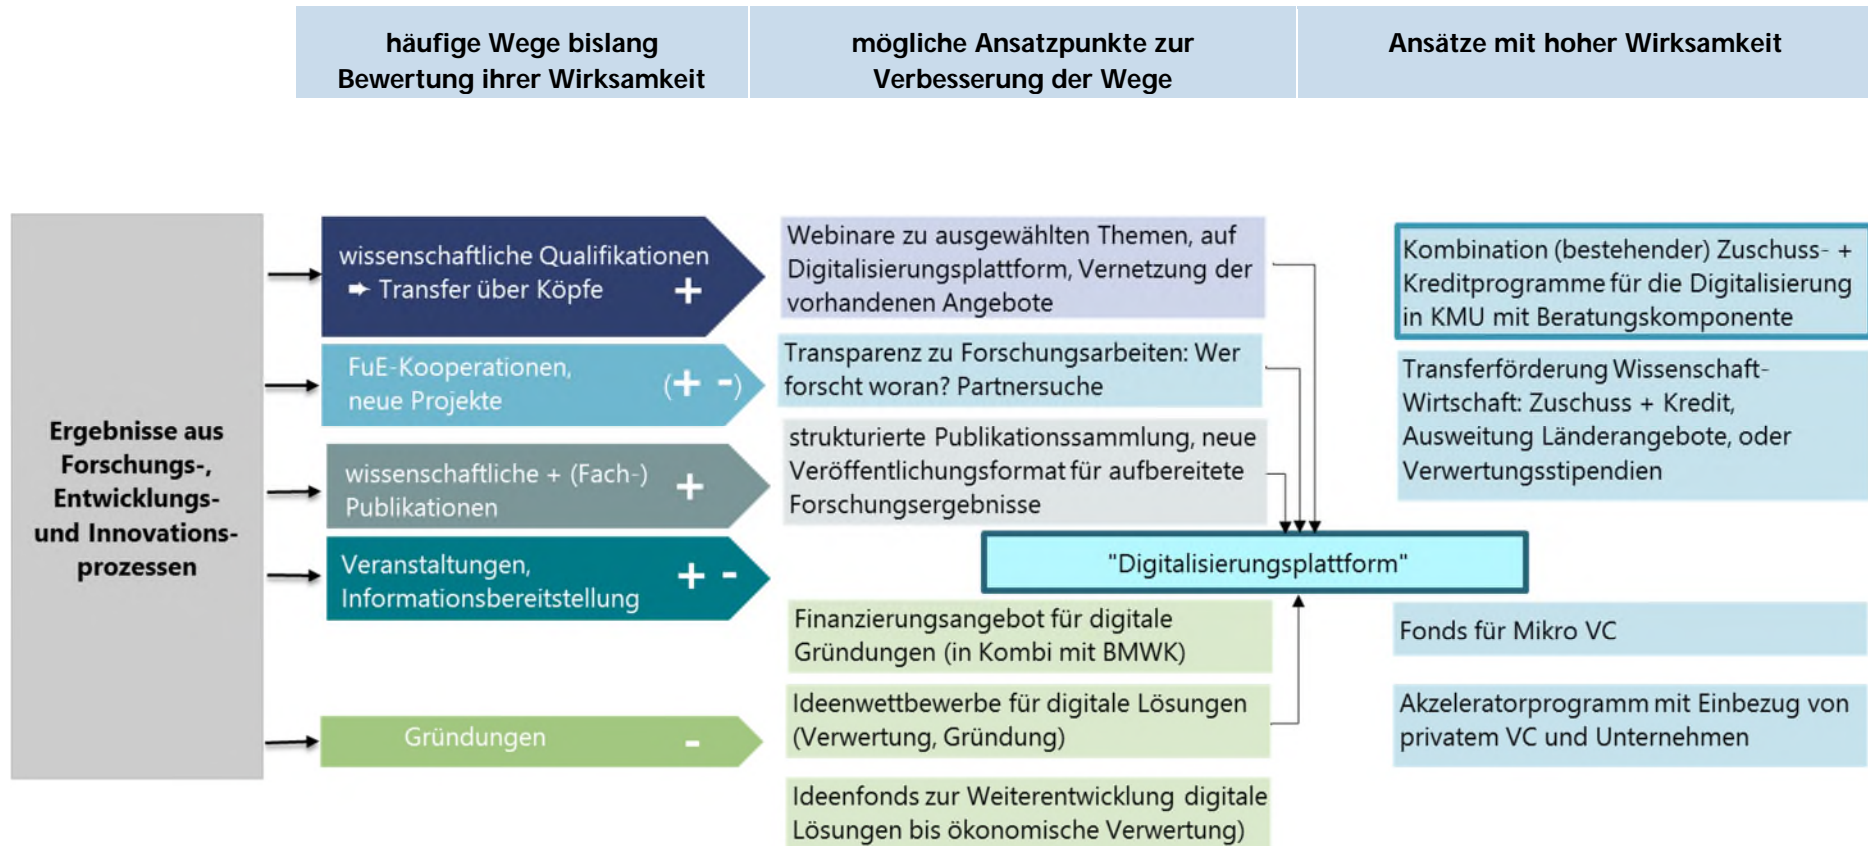 häufige Wege bislang
Bewertung ihrer Wirksamkeit
mögliche Ansatzpunkte zur
Verbesserung der Wege
Ansätze mit hoher Wirksamkeit
Ergebnisse aus
Forschungs-,
Entwicklungs-
und Innovations-
prozessen
wissenschaftliche Qualifikationen
➨ Transfer über Köpfe +
FuE-Kooperationen,
neue Projekte (+ -)
wissenschaftliche + (Fach-)
Publikationen +
Veranstaltungen,
Informationsbereitstellung + -
Gründungen -
Webinare zu ausgewählten Themen, auf
Digitalisierungsplattform, Vernetzung der
vorhandenen Angebote
Transparenz zu Forschungsarbeiten: Wer
forscht woran? Partnersuche
strukturierte Publikationssammlung, neue
Veröffentlichungsformat für aufbereitete
Forschungsergebnisse
"Digitalisierungsplattform"
Finanzierungsangebot für digitale
Gründungen (in Kombi mit BMWK)
Ideenwettbewerbe für digitale Lösungen
(Verwertung, Gründung)
Ideenfonds zur Weiterentwicklung digitale
Lösungen bis ökonomische Verwertung)
Kombination (bestehender) Zuschuss- +
Kreditprogramme für die Digitalisierung
in KMU mit Beratungskomponente
Transferförderung Wissenschaft-
Wirtschaft: Zuschuss + Kredit,
Ausweitung Länderangebote, oder
Verwertungsstipendien
Fonds für Mikro VC
Akzeleratorprogramm mit Einbezug von
privatem VC und Unternehmen